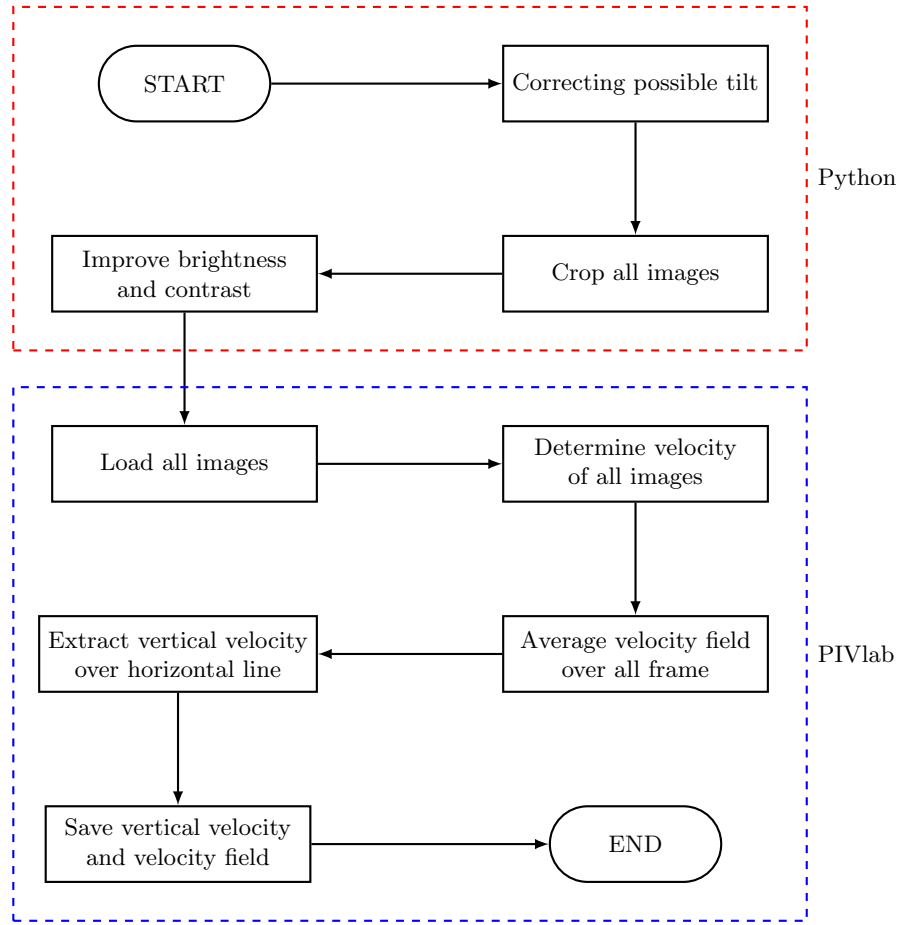 START
Correcting possible tilt
Python
Improve brightness
and contrast
Crop all images
Load all images
Determine velocity
of all images
Extract vertical velocity
over horizontal line
Average velocity field
over all frame
PIVlab
Save vertical velocity
and velocity field
END